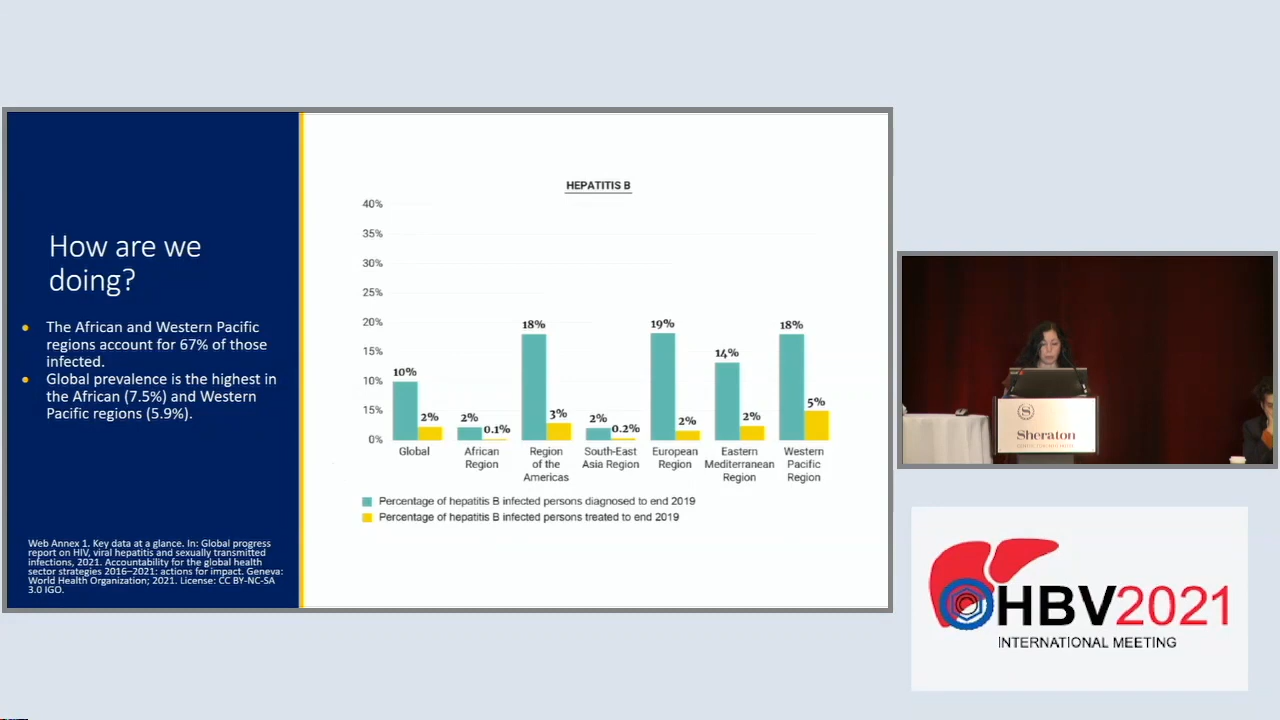 How are we
doing?
• The African and Western Pacific
regions account for 67% of those
infected.
• Global prevalence is the highest in
the African (7.5%) and Western
Pacific regions (5.9%).
Web Annex 1. Key data at a glance. In: Global progress
report on HIV, viral hepatitis and sexually transmitted
infections, 2021. Accountability for the global health
sector strategies 2016–2021: actions for impact. Geneva:
World Health Organization; 2021. License: CC BY-NC-SA
3.0 IGO.
HEPATITIS B
40%
35%
30%
25%
20%
15%
10%
15%
0%
10%
2%
2%
0.1%
18%
3%
2%
0.2%
19%
2%
14%
2%
18%
5%
Global
African
Region
Region
of the
Americas
South-East
Asia Region
European
Region
Eastern
Mediterranean
Region
Western
Pacific
Region
Percentage of hepatitis B infected persons diagnosed to end 2019
Percentage of hepatitis B infected persons treated to end 2019
Sheraton
HBV2021
INTERNATIONAL MEETING